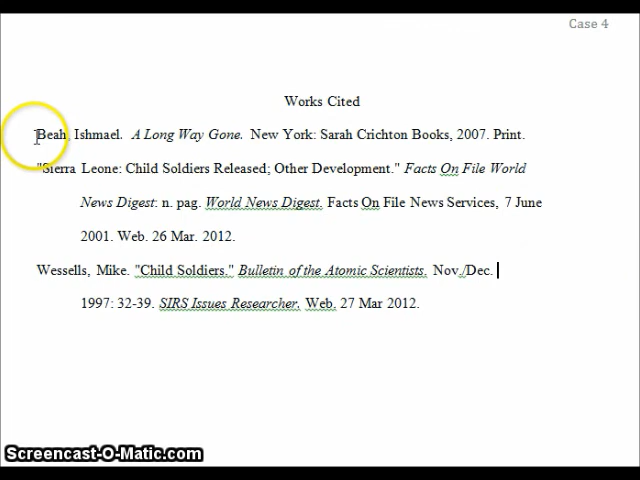 Case 4
Works Cited
Beah, Ishmael. A Long Way Gone. New York: Sarah Crichton Books, 2007. Print.
"Sierra Leone: Child Soldiers Released; Other Development." Facts On File World
News Digest: n. pag. World News Digest. Facts On File News Services, 7 June
2001. Web. 26 Mar. 2012.
Wessells, Mike. "Child Soldiers." Bulletin of the Atomic Scientists. Nov./Dec.
1997: 32-39. SIRS Issues Researcher. Web. 27 Mar 2012.
Screencast-O-Matic.com